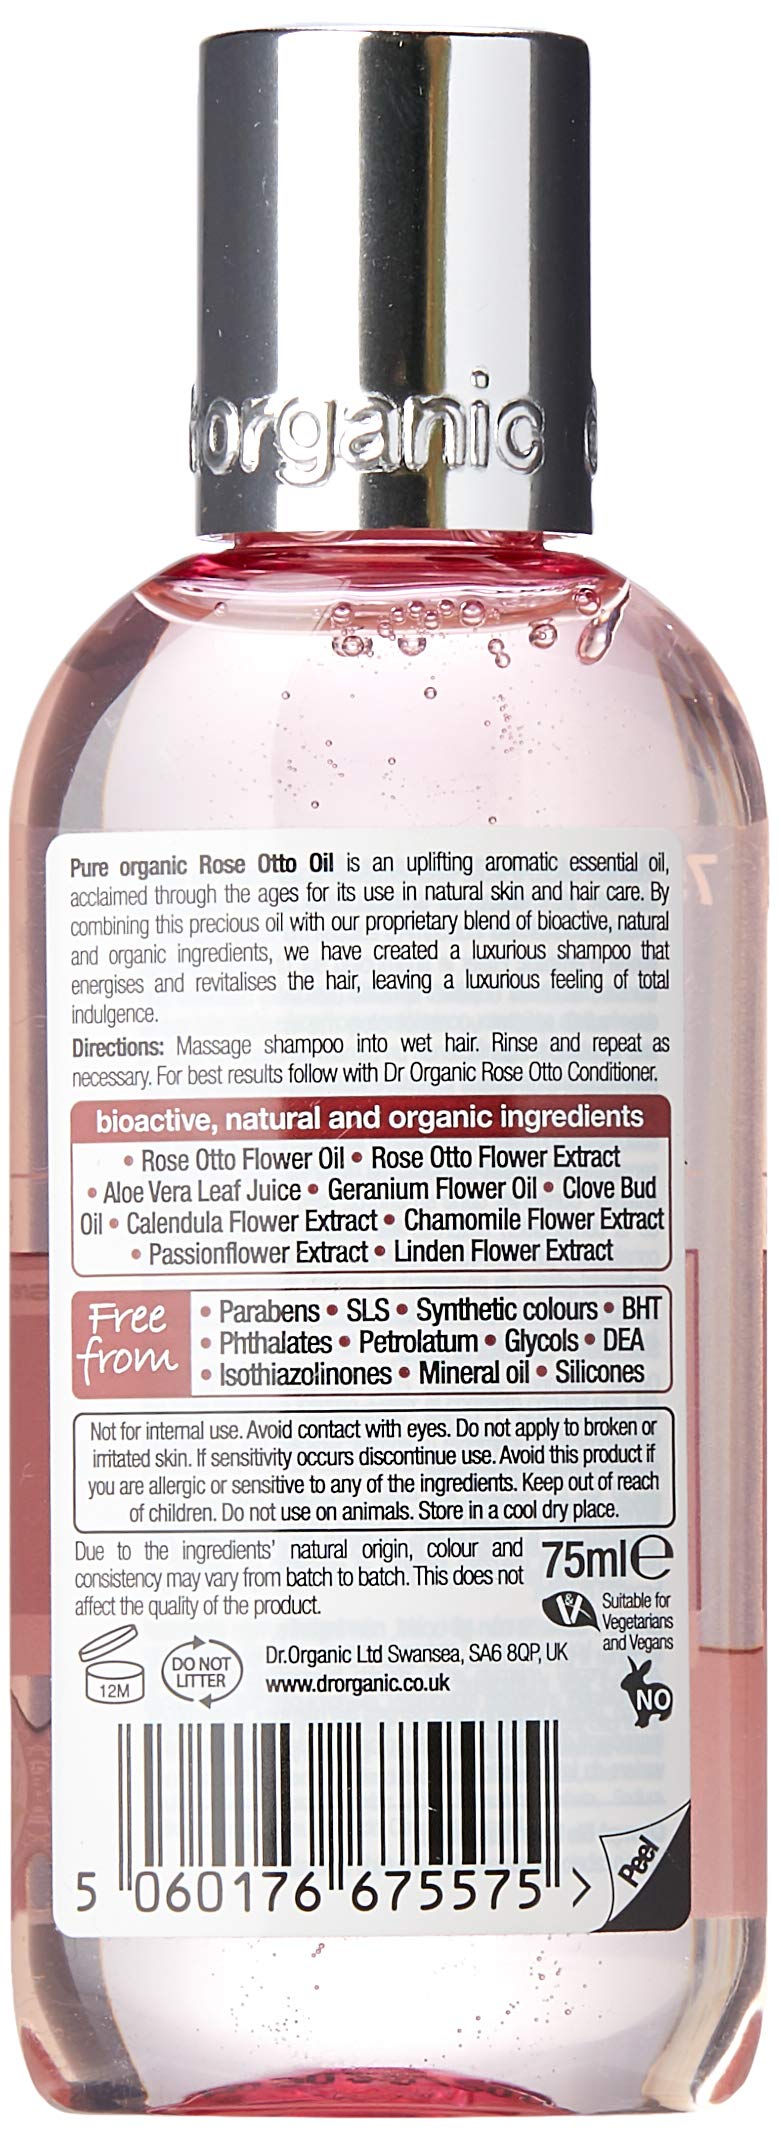 organic
Pure organic Rose Otto Oil is an uplifting aromatic essential oil,
acclaimed through the ages for its use in natural skin and hair care. By
combining this precious oil with our proprietary blend of bioactive, natural
and organic ingredients, we have created a luxurious shampoo that
energises and revitalises the hair, leaving a luxurious feeling of total
indulgence.
Directions: Massage shampoo into wet hair. Rinse and repeat as
necessary. For best results follow with Dr Organic Rose Otto Conditioner.
bioactive, natural and organic ingredients
• Rose Otto Flower Oil • Rose Otto Flower Extract
• Aloe Vera Leaf Juice • Geranium Flower Oil • Clove Bud
Oil • Calendula Flower Extract • Chamomile Flower Extract
• Passionflower Extract • Linden Flower Extract
Free from
• Parabens • SLS • Synthetic colours • BHT
• Phthalates • Petrolatum • Glycols • DEA
• Isothiazolinones • Mineral oil • Silicones
Not for internal use. Avoid contact with eyes. Do not apply to broken or
irritated skin. If sensitivity occurs discontinue use. Avoid this product if
you are allergic or sensitive to any of the ingredients. Keep out of reach
of children. Do not use on animals. Store in a cool dry place.
Due to the ingredients' natural origin, colour and
consistency may vary from batch to batch. This does not
affect the quality of the product.
75ml℮
V&V
Suitable for
Vegetarians
and Vegans
12M
DO NOT
LITTER
Dr.Organic Ltd Swansea, SA6 8QP, UK
www.drorganic.co.uk
NO
5 060176 675575 >
Peel